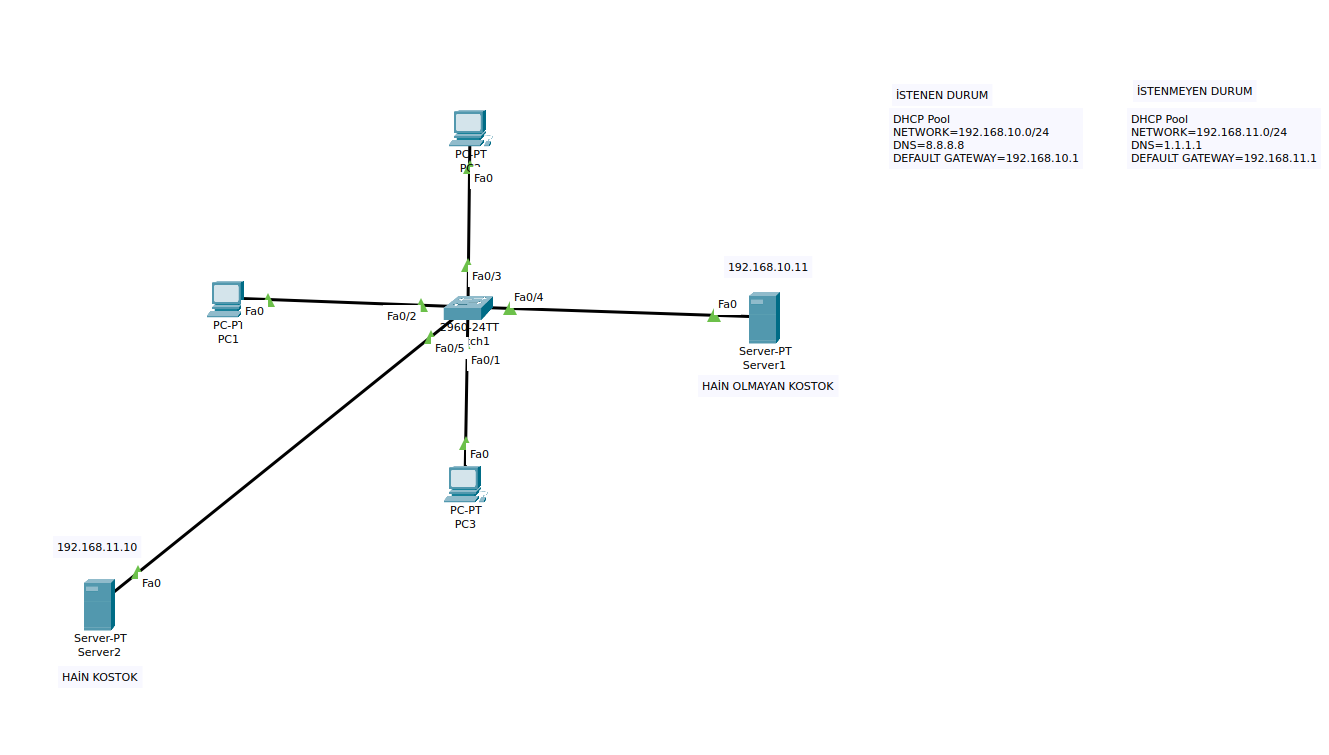 İSTENEN DURUM
DHCP Pool
NETWORK=192.168.10.0/24
DNS=8.8.8.8
DEFAULT GATEWAY=192.168.10.1
İSTENMEYEN DURUM
DHCP Pool
NETWORK=192.168.11.0/24
DNS=1.1.1.1
DEFAULT GATEWAY=192.168.11.1
PC-PT
Fa0
Fa0/3
192.168.10.11
Fa0/4
Fa0
Server-PT
Server1
HAİN OLMAYAN KOSTOK
Fa0
PC-PT
PC1
Fa0/2
2960-24TT
Fa0/5
Fa0/1
Fa0
PC-PT
PC3
192.168.11.10
Fa0
Server-PT
Server2
HAİN KOSTOK